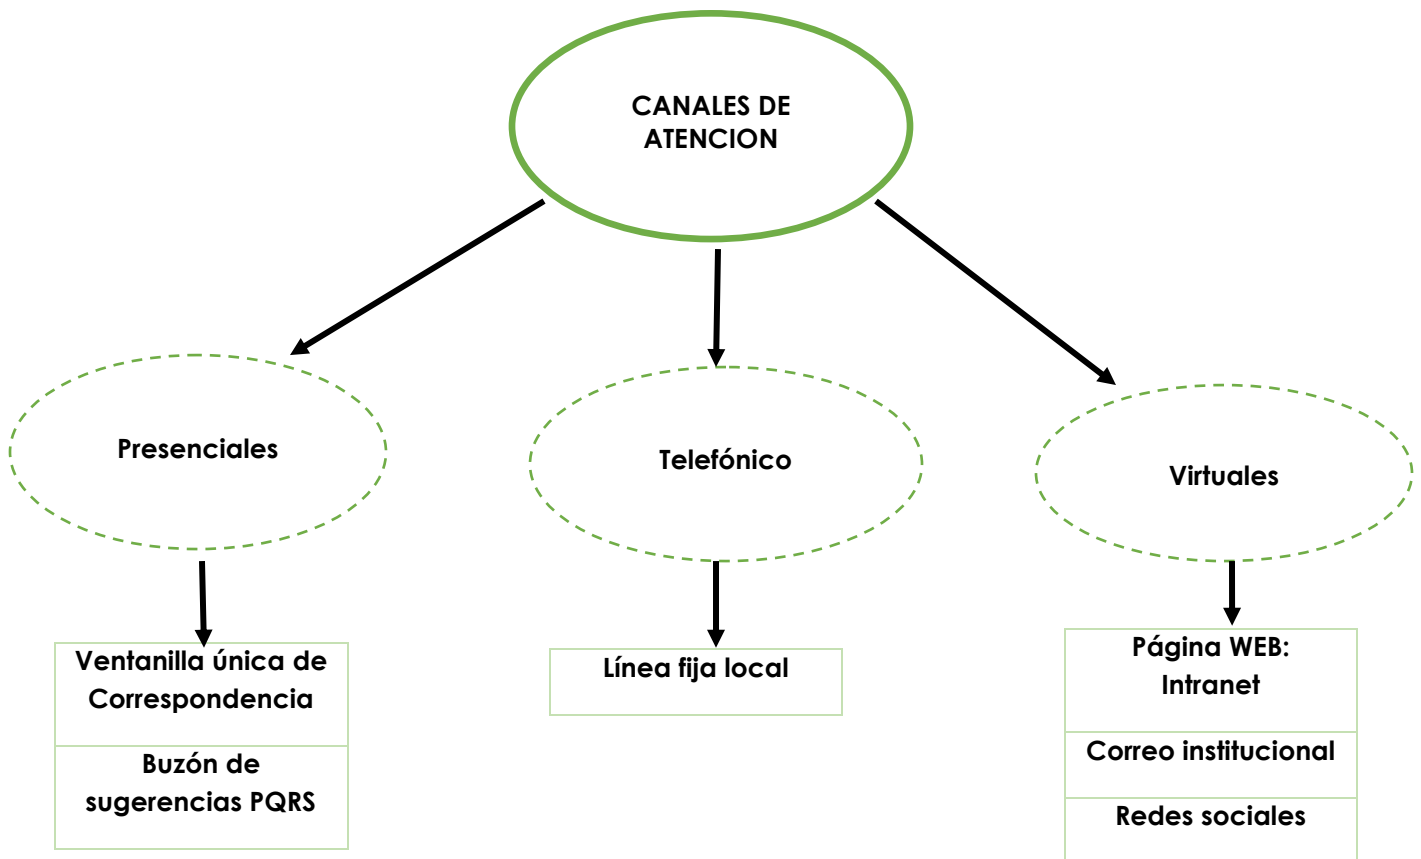 CANALES DE
ATENCION
Presenciales
Telefónico
Virtuales
Ventanilla única de
Correspondencia
Buzón de
sugerencias PQRS
Línea fija local
Página WEB:
Intranet
Correo institucional
Redes sociales